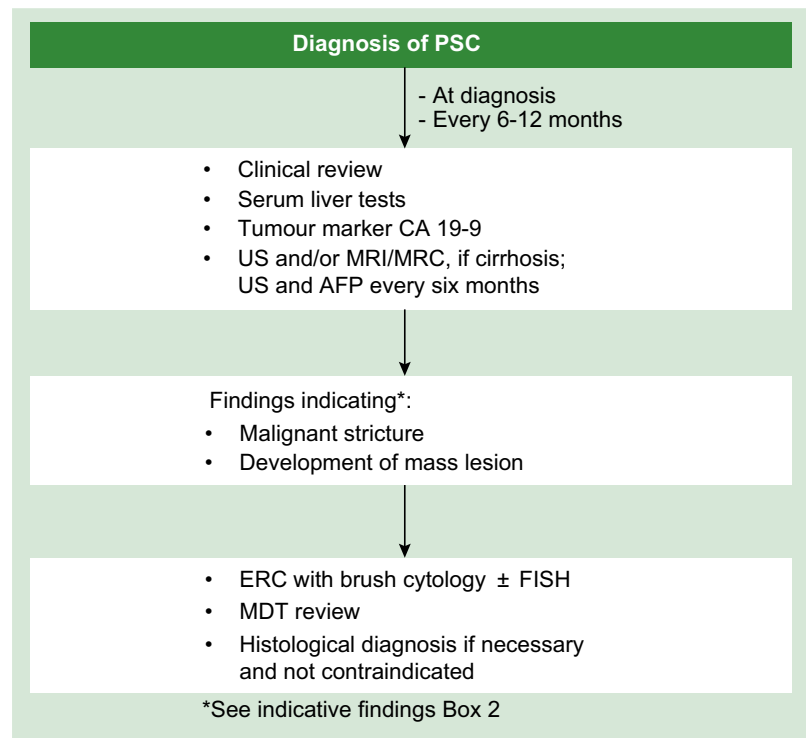 Diagnosis of PSC
- At diagnosis
- Every 6-12 months
• Clinical review
• Serum liver tests
• Tumour marker CA 19-9
• US and/or MRI/MRC, if cirrhosis;
US and AFP every six months
Findings indicating*:
• Malignant stricture
• Development of mass lesion
• ERC with brush cytology ± FISH
• MDT review
• Histological diagnosis if necessary
and not contraindicated
*See indicative findings Box 2